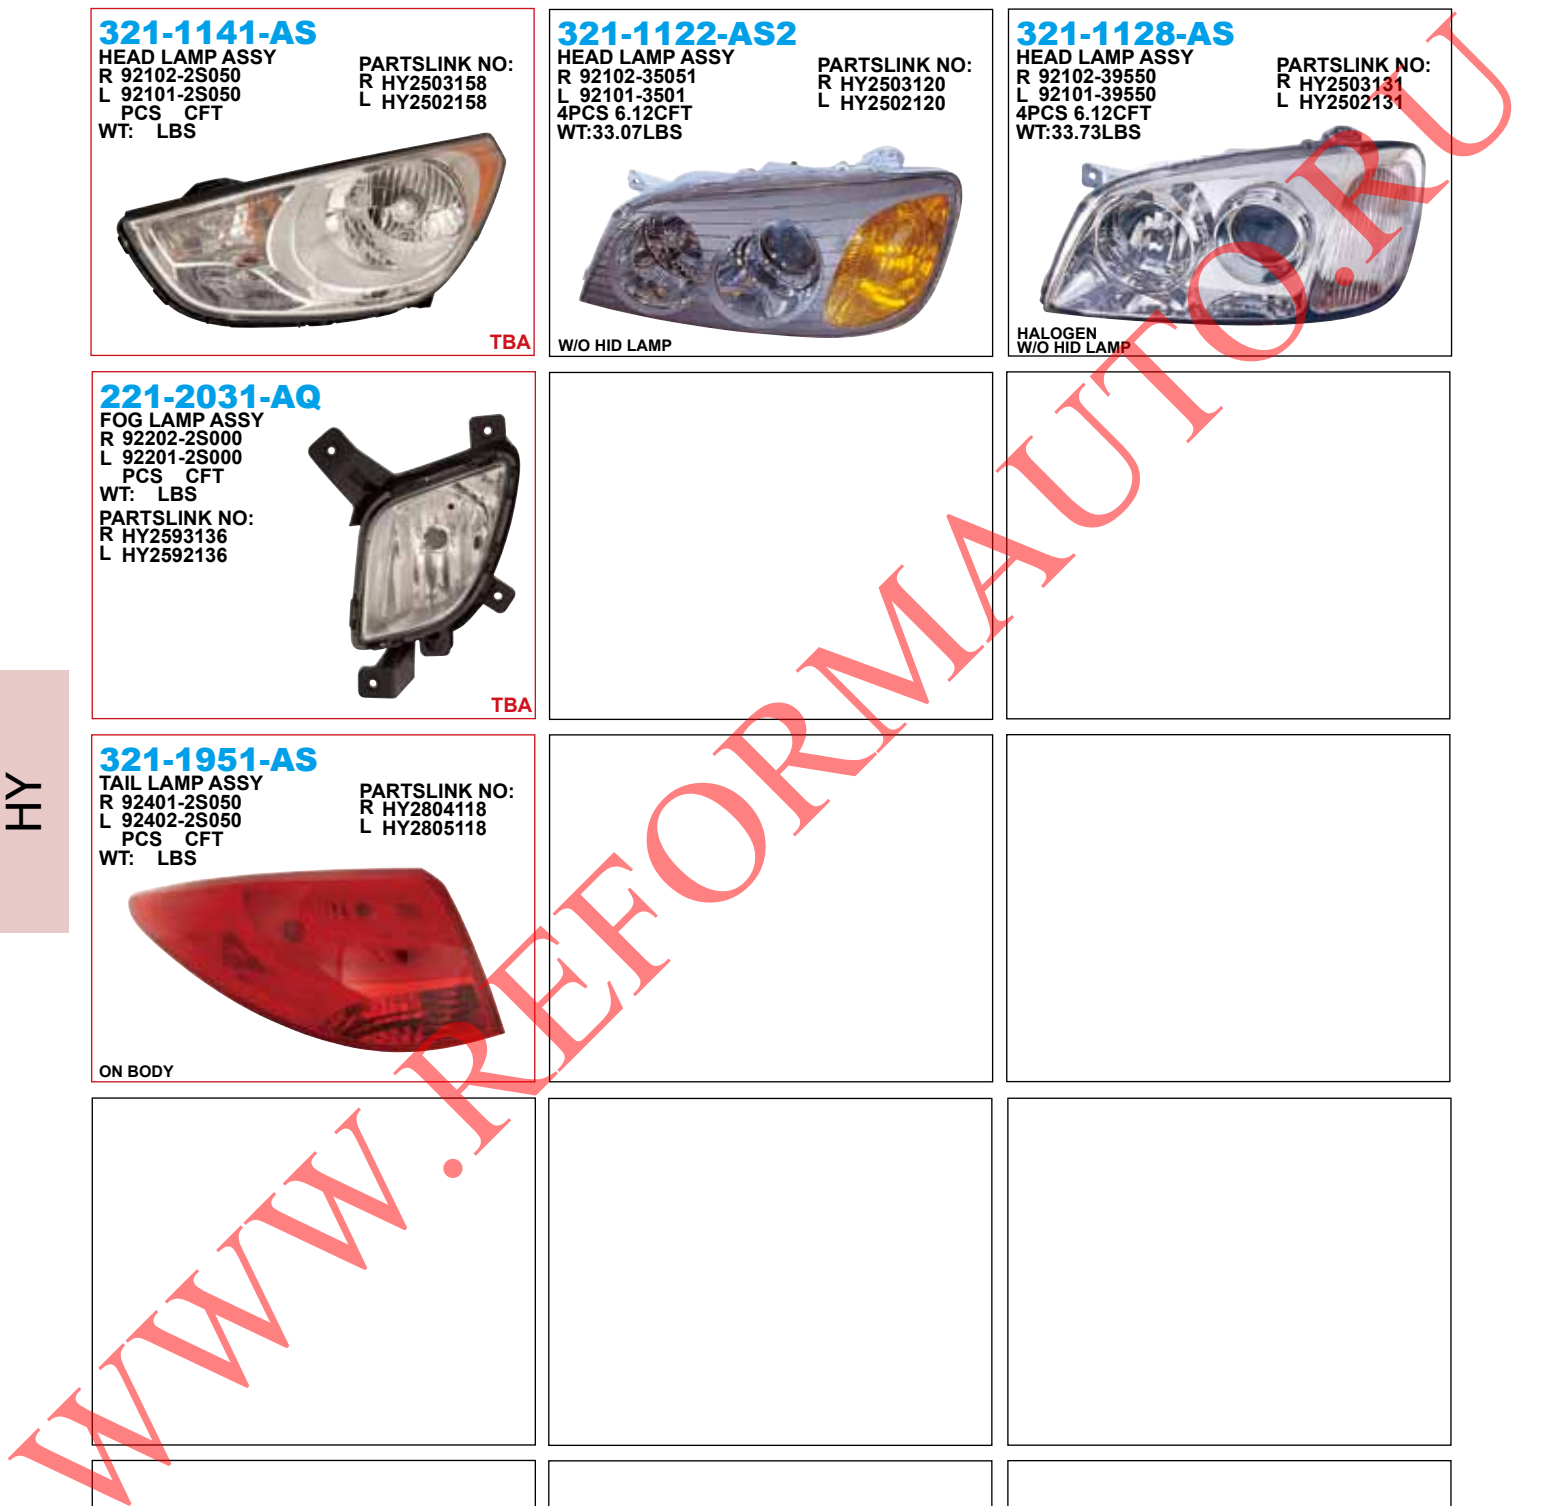 321-1141-AS
HEAD LAMP ASSY
R 92102-2S050
L 92101-2S050
PCS CFT
WT: LBS
PARTSLINK NO:
R HY2503158
L HY2502158
TBA
321-1122-AS2
HEAD LAMP ASSY
R 92102-35051
L 92101-3501
4PCS 6.12CFT
WT:33.07LBS
PARTSLINK NO:
R HY2503120
L HY2502120
W/O HID LAMP
321-1128-AS
HEAD LAMP ASSY
R 92102-39550
L 92101-39550
4PCS 6.12CFT
WT:33.73LBS
PARTSLINK NO:
R HY2503131
L HY2502131
HALOGEN
W/O HID LAMP
221-2031-AQ
FOG LAMP ASSY
R 92202-2S000
L 92201-2S000
PCS CFT
WT: LBS
PARTSLINK NO:
R HY2593136
L HY2592136
TBA
HY
321-1951-AS
TAIL LAMP ASSY
R 92401-2S050
L 92402-2S050
PCS CFT
WT: LBS
PARTSLINK NO:
R HY2804118
L HY2805118
ON BODY
WWW.REFORMAUTO.RU